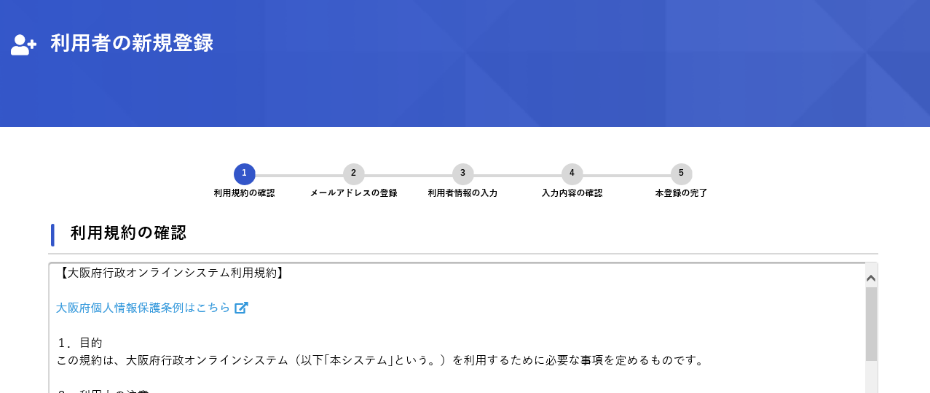 利用者の新規登録
1 2 3 4 5
利用規約の確認 メールアドレスの登録 利用者情報の入力 入力内容の確認 本登録の完了
利用規約の確認
【大阪府行政オンラインシステム利用規約】
大阪府個人情報保護条例はこちら
１．目的
この規約は、大阪府行政オンラインシステム（以下｢本システム｣という。）を利用するために必要な事項を定めるものです。